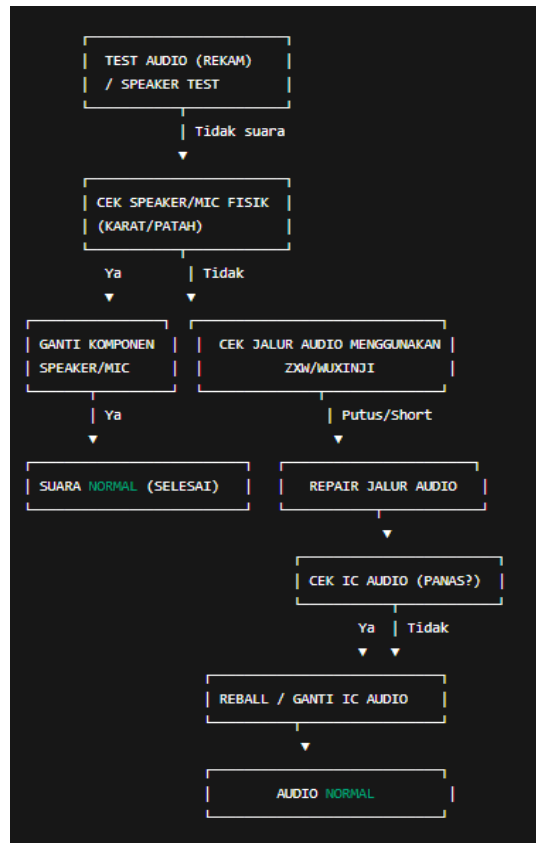 TEST AUDIO (REKAM)
/ SPEAKER TEST
Tidak suara
CEK SPEAKER/MIC FISIK
(KARAT/PATAH)
Ya
Tidak
GANTI KOMPONEN
SPEAKER/MIC
CEK JALUR AUDIO MENGGUNAKAN
ZXW/WUXINJI
Ya
Putus/Short
SUARA NORMAL (SELESAI)
REPAIR JALUR AUDIO
CEK IC AUDIO (PANAS?)
Ya
Tidak
REBALL / GANTI IC AUDIO
AUDIO NORMAL